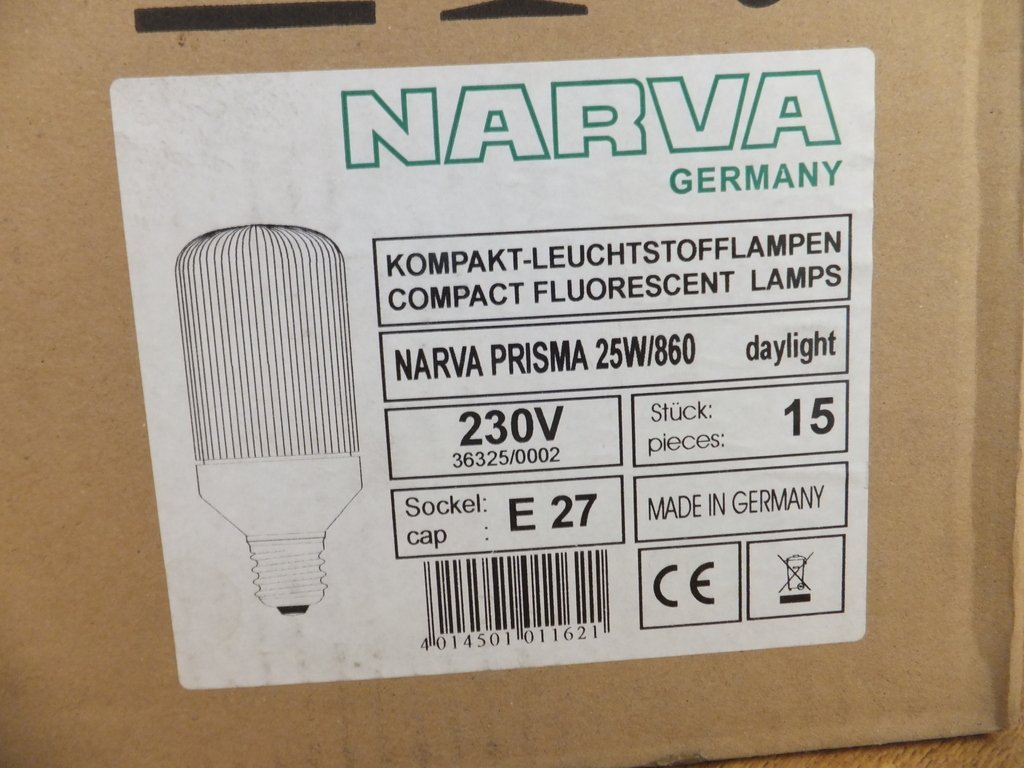 NARVA
GERMANY
KOMPAKT-LEUCHTSTOFFLAMPEN
COMPACT FLUORESCENT LAMPS
NARVA PRISMA 25W/860 daylight
230V
36325/0002
Stück: 15
pieces:
Sockel: E 27
cap :
MADE IN GERMANY
CE
4 014501 011621